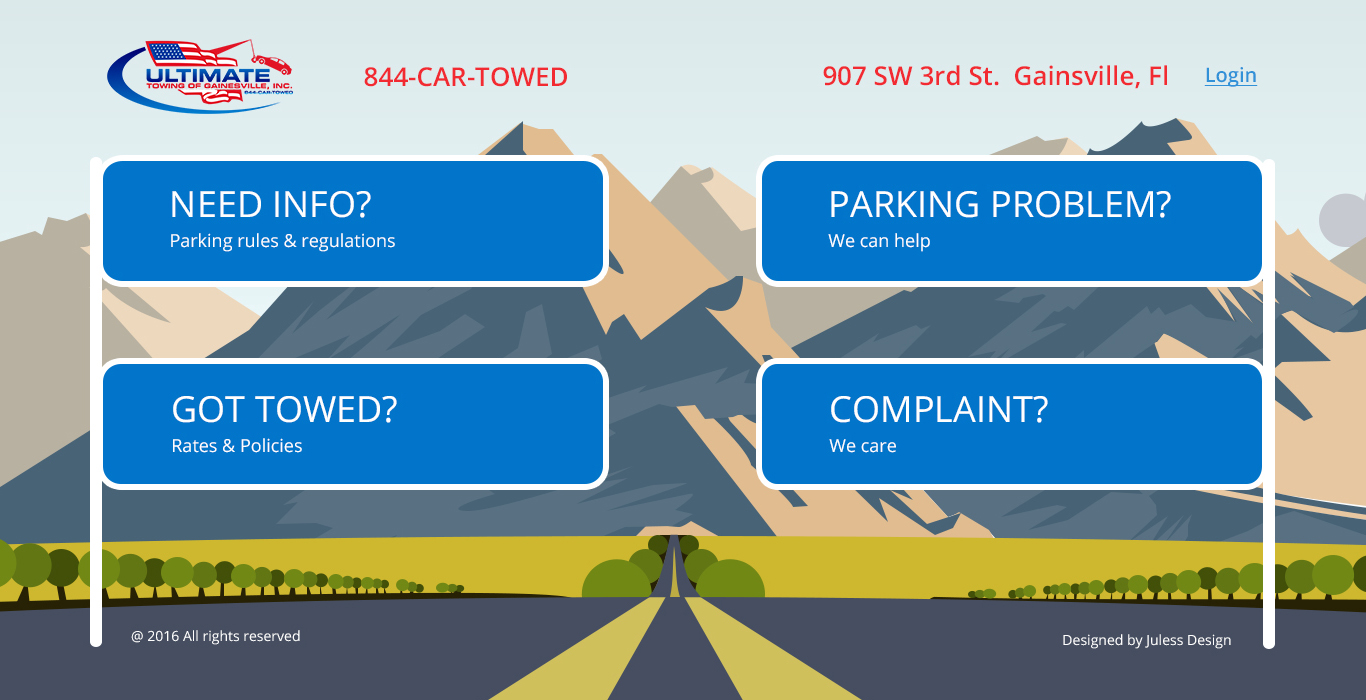 ULTIMATE
TOWING OF GAINESVILLE, INC.
844-CAR-TOWED
844-CAR-TOWED
907 SW 3rd St. Gainsville, Fl
Login
NEED INFO?
Parking rules & regulations
PARKING PROBLEM?
We can help
GOT TOWED?
Rates & Policies
COMPLAINT?
We care
@ 2016 All rights reserved
Designed by Juless Design